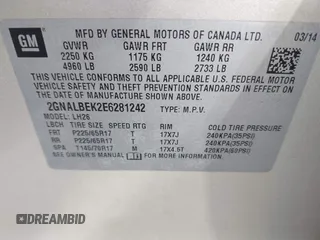 GM
MFD BY GENERAL MOTORS OF CANADA LTD. 03/14
GVWR GAWR FRT GAWR RR
2250 KG 1175 KG 1240 KG
4960 LB 2590 LB 2733 LB
THIS VEHICLE CONFORMS TO ALL APPLICABLE U.S. FEDERAL MOTOR
VEHICLE SAFETY
STANDARDS IN EFFECT ON THE DATE OF MANUFACTURE SHOWN ABOVE.
2GNALBEK2E6281242 TYPE: M.P.V.
MODEL: LH26
TIRE SIZE SPEED RTG RIM COLD TIRE PRESSURE
FRT P225/65R17 T 17X7J 240KPA(35PSI)
RR P225/65R17 T 17X7J 240KPA(35PSI)
SPA T145/70R17 M 17X4.5T 420KPA(60PSI)
SEE OWNER'S MANUAL FOR MORE INFORMATION.
DREAMBID